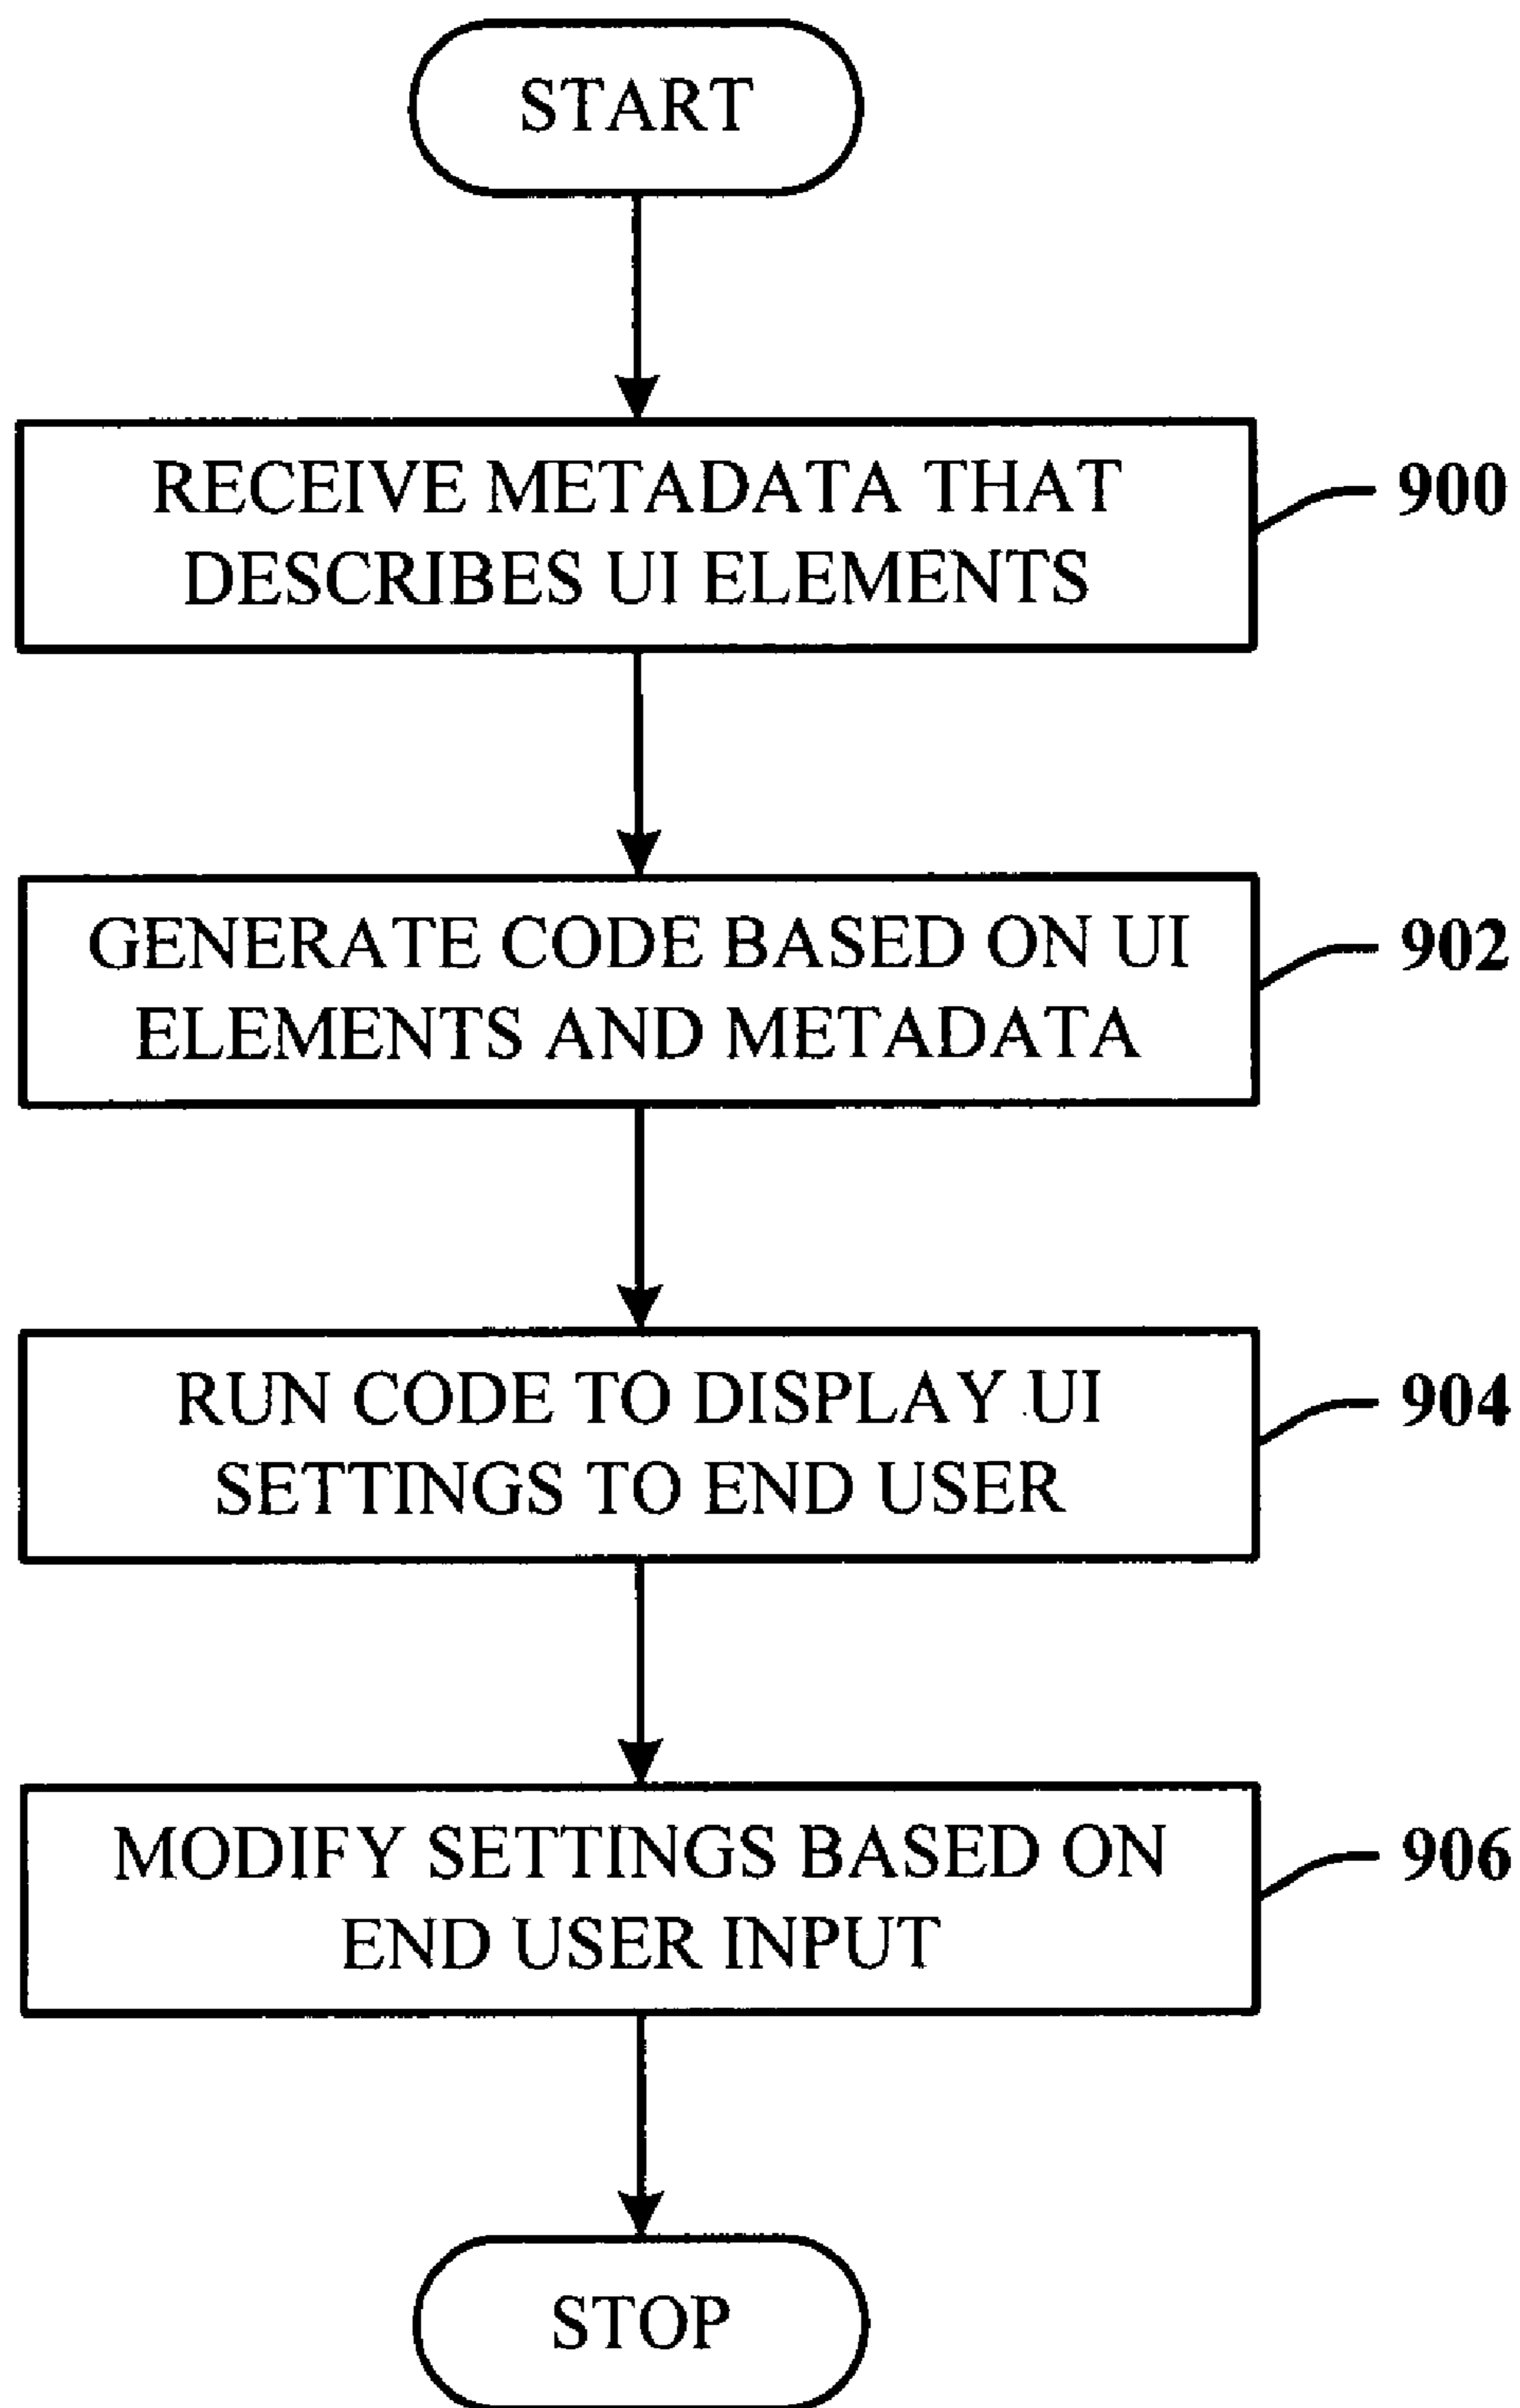 START
RECEIVE METADATA THAT
DESCRIBES UI ELEMENTS
900
GENERATE CODE BASED ON UI
ELEMENTS AND METADATA
902
RUN CODE TO DISPLAY UI
SETTINGS TO END USER
904
MODIFY SETTINGS BASED ON
END USER INPUT
906
STOP